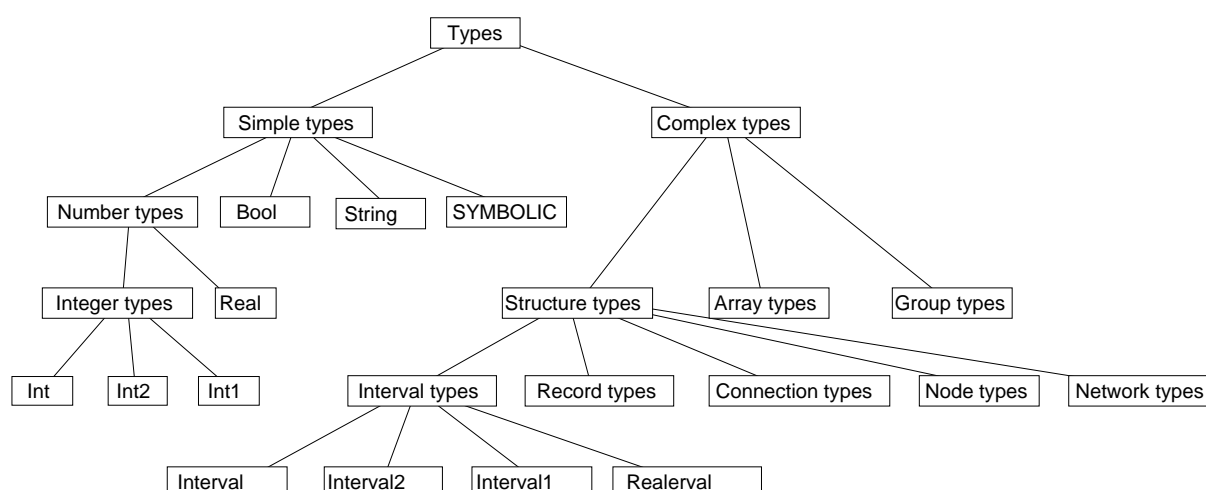 Types
Simple types
Complex types
Number types
Bool
String
SYMBOLIC
Integer types
Real
Structure types
Array types
Group types
Int
Int2
Int1
Interval types
Record types
Connection types
Node types
Network types
Interval
Interval2
Interval1
Realerval